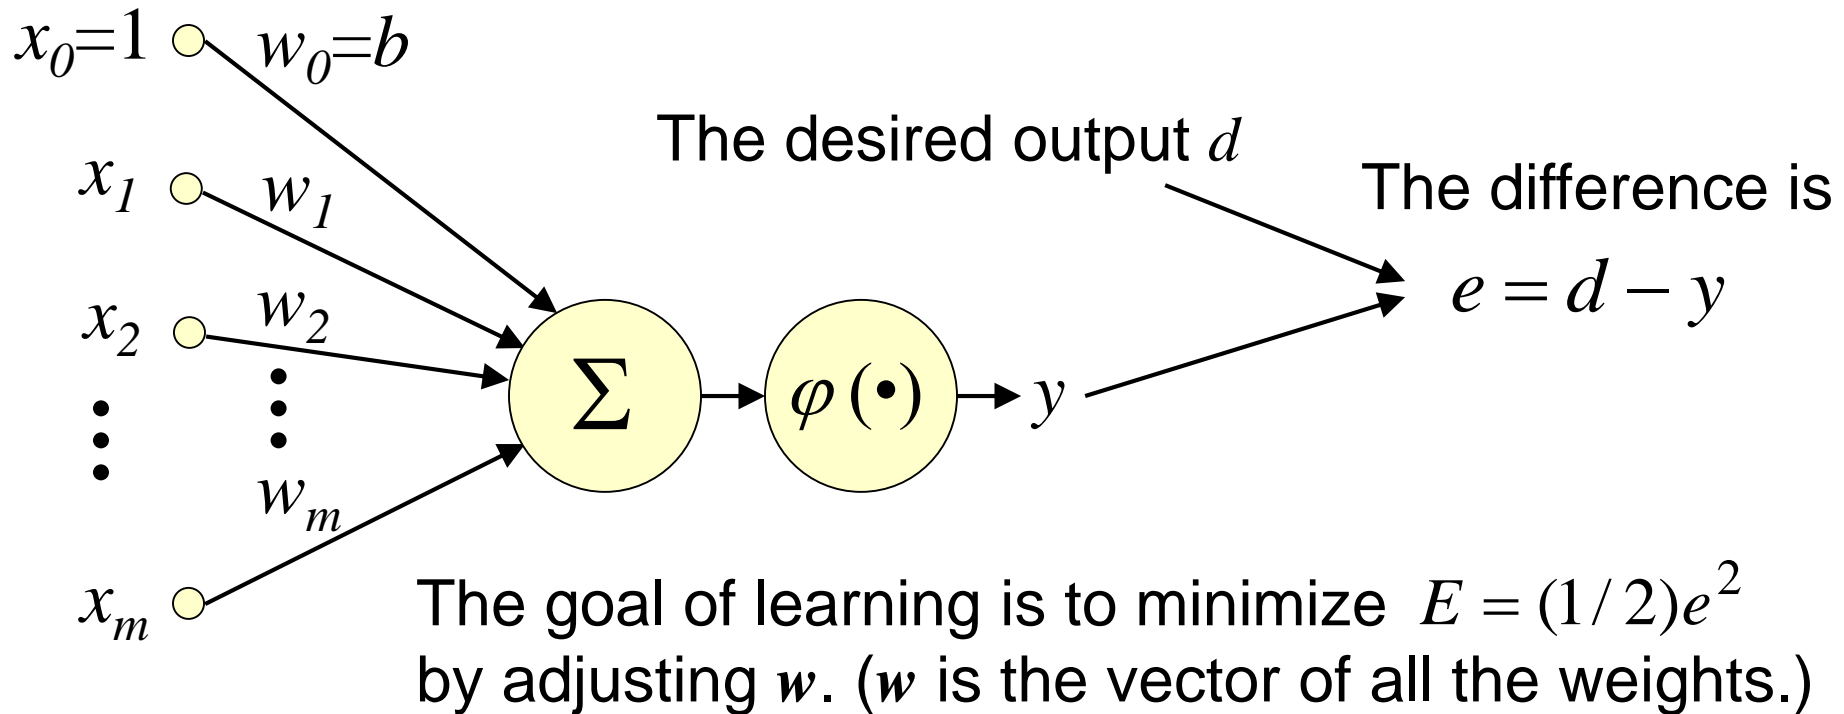 x₀=1 w₀=b
The desired output d
x₁ w₁
The difference is
x₂ w₂
e = d − y
Σ φ (•) y
wₘ
xₘ
The goal of learning is to minimize E = (1/2)e²
by adjusting w. (w is the vector of all the weights.)